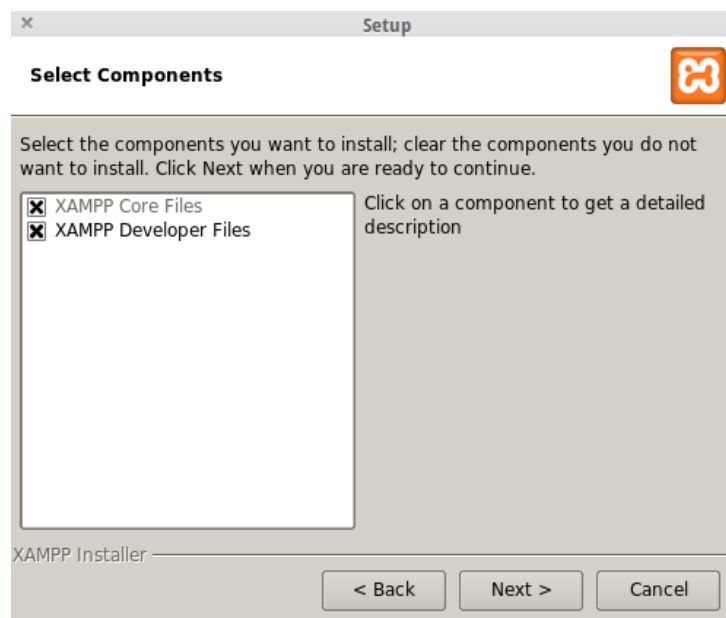 Setup
Select Components
Select the components you want to install; clear the components you do not
want to install. Click Next when you are ready to continue.
XAMPP Core Files
XAMPP Developer Files
Click on a component to get a detailed
description
XAMPP Installer
< Back
Next >
Cancel